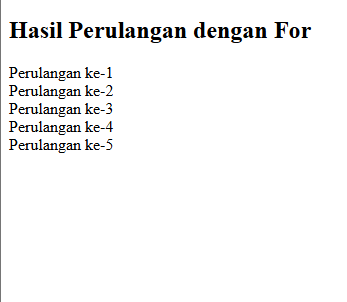 Hasil Perulangan dengan For
Perulangan ke-1
Perulangan ke-2
Perulangan ke-3
Perulangan ke-4
Perulangan ke-5